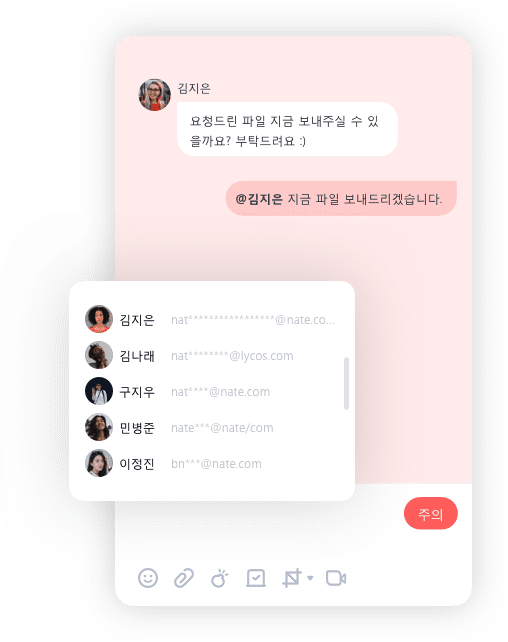 김지은
요청드린 파일 지금 보내주실 수 있
을까요? 부탁드려요 :)
@김지은 지금 파일 보내드리겠습니다.
김지은 nat*****************@nate.co...
김나래 nat********@lycos.com
구지우 nat****@nate.com
민병준 nate***@nate/com
이정진 bn***@nate.com
주의